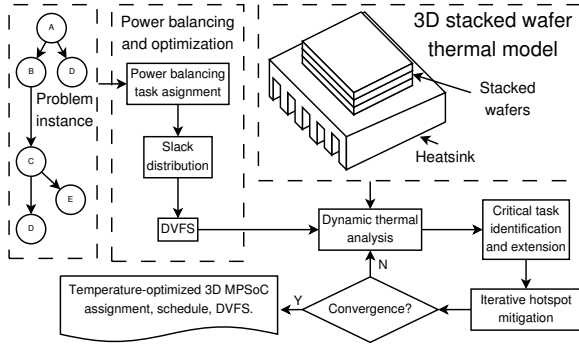 A
B
D
Problem
instance
C
E
D
Power balancing
and optimization
Power balancing
task asignment
Slack
distribution
DVFS
3D stacked wafer
thermal model
Stacked
wafers
Heatsink
Dynamic thermal
analysis
Critical task
identification
and extension
Iterative hotspot
mitigation
Convergence?
N
Y
Temperature-optimized 3D MPSoC
assignment, schedule, DVFS.